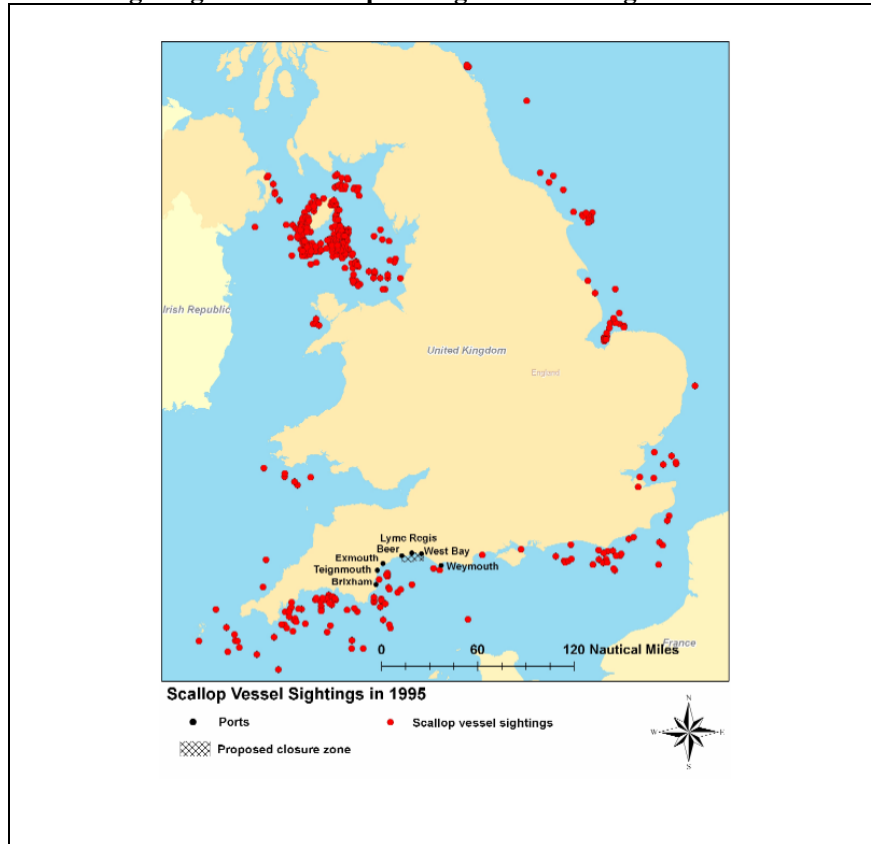 Irish Republic
United Kingdom
England
Lyme Regis
Beer
West Bay
Exmouth
Teignmouth
Weymouth
Brixham
0 60 120 Nautical Miles
France
Scallop Vessel Sightings in 1995
Ports
Scallop vessel sightings
Proposed closure zone
N
W E
S